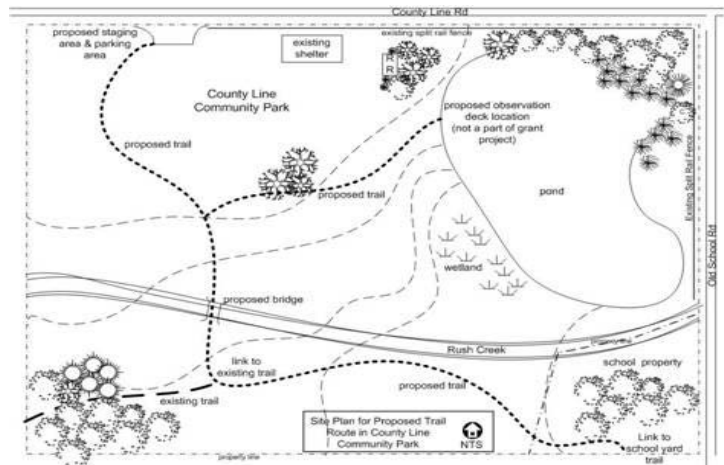 County Line Rd
proposed staging
area & parking
area
existing
shelter
existing split rail fence
R
R
County Line
Community Park
proposed observation
deck location
(not a part of grant
project)
proposed trail
proposed trail
pond
Existing Split Rail Fence
Old School Rd
wetland
proposed bridge
Rush Creek
link to
existing trail
school property
existing trail
proposed trail
Site Plan for Proposed Trail
Route in County Line
Community Park
NTS
Link to
school yard
trail
property line